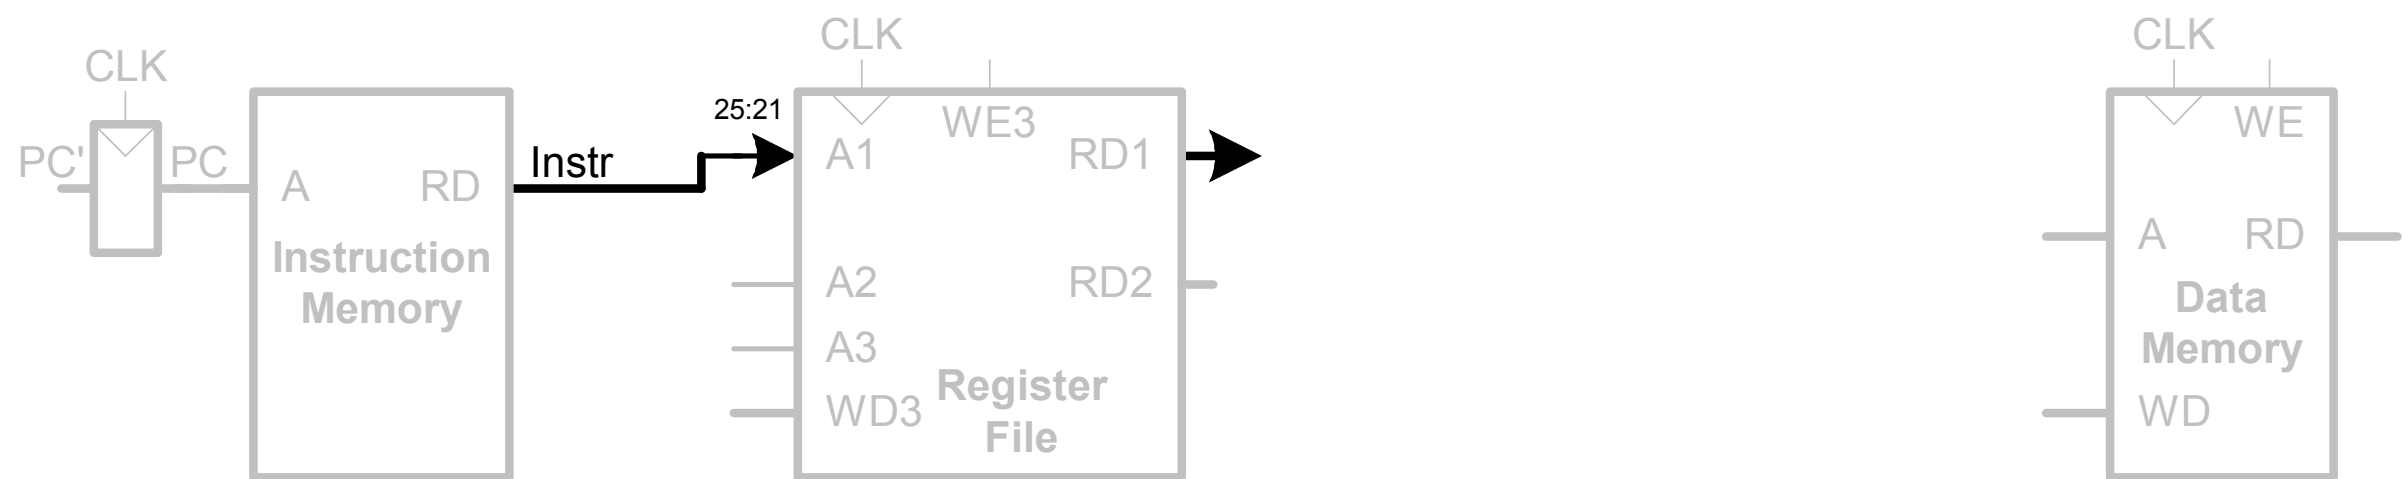 CLK
PC'
PC
A
RD
Instruction
Memory
Instr
25:21
CLK
WE3
A1
RD1
A2
RD2
A3
WD3
Register
File
CLK
WE
A
RD
Data
Memory
WD